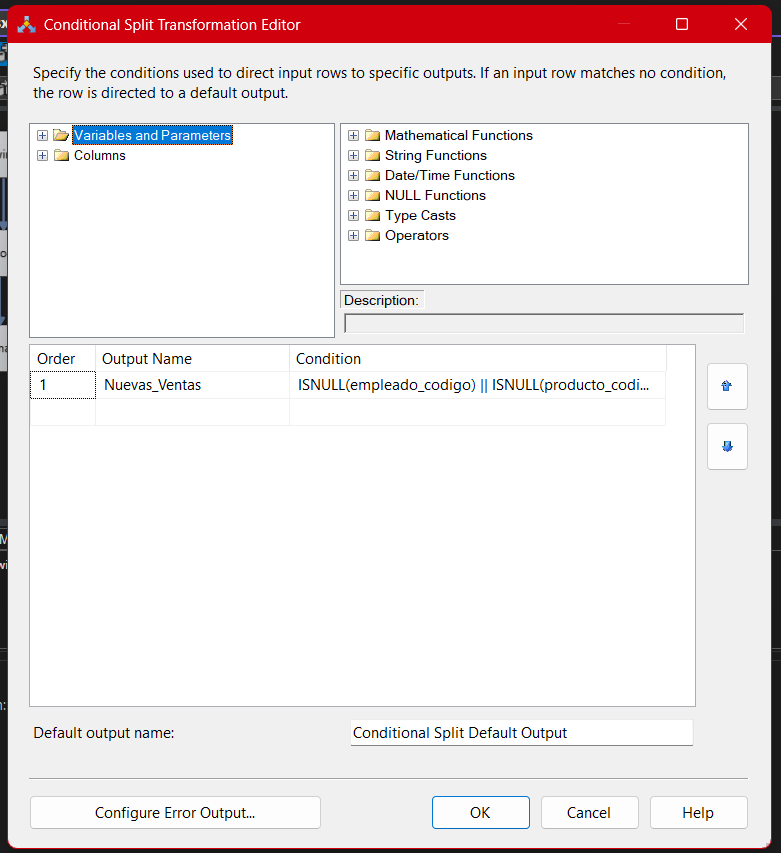 Conditional Split Transformation Editor
Specify the conditions used to direct input rows to specific outputs. If an input row matches no condition,
the row is directed to a default output.
Variables and Parameters
Columns
Mathematical Functions
String Functions
Date/Time Functions
NULL Functions
Type Casts
Operators
Description:
Order Output Name Condition
1 Nuevas_Ventas ISNULL(empleado_codigo) || ISNULL(producto_codi...
Default output name: Conditional Split Default Output
Configure Error Output... OK Cancel Help